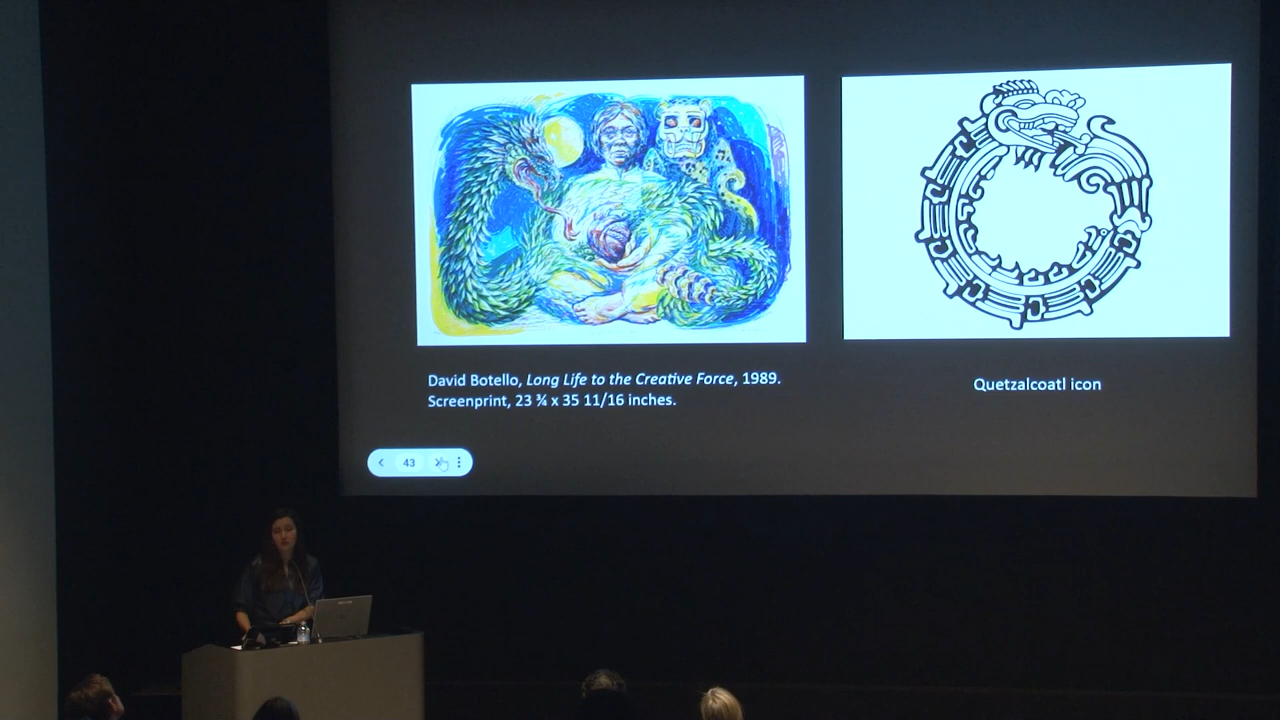 David Botello, Long Life to the Creative Force, 1989.
Screenprint, 23 ¾ x 35 11/16 inches.
Quetzalcoatl icon
43